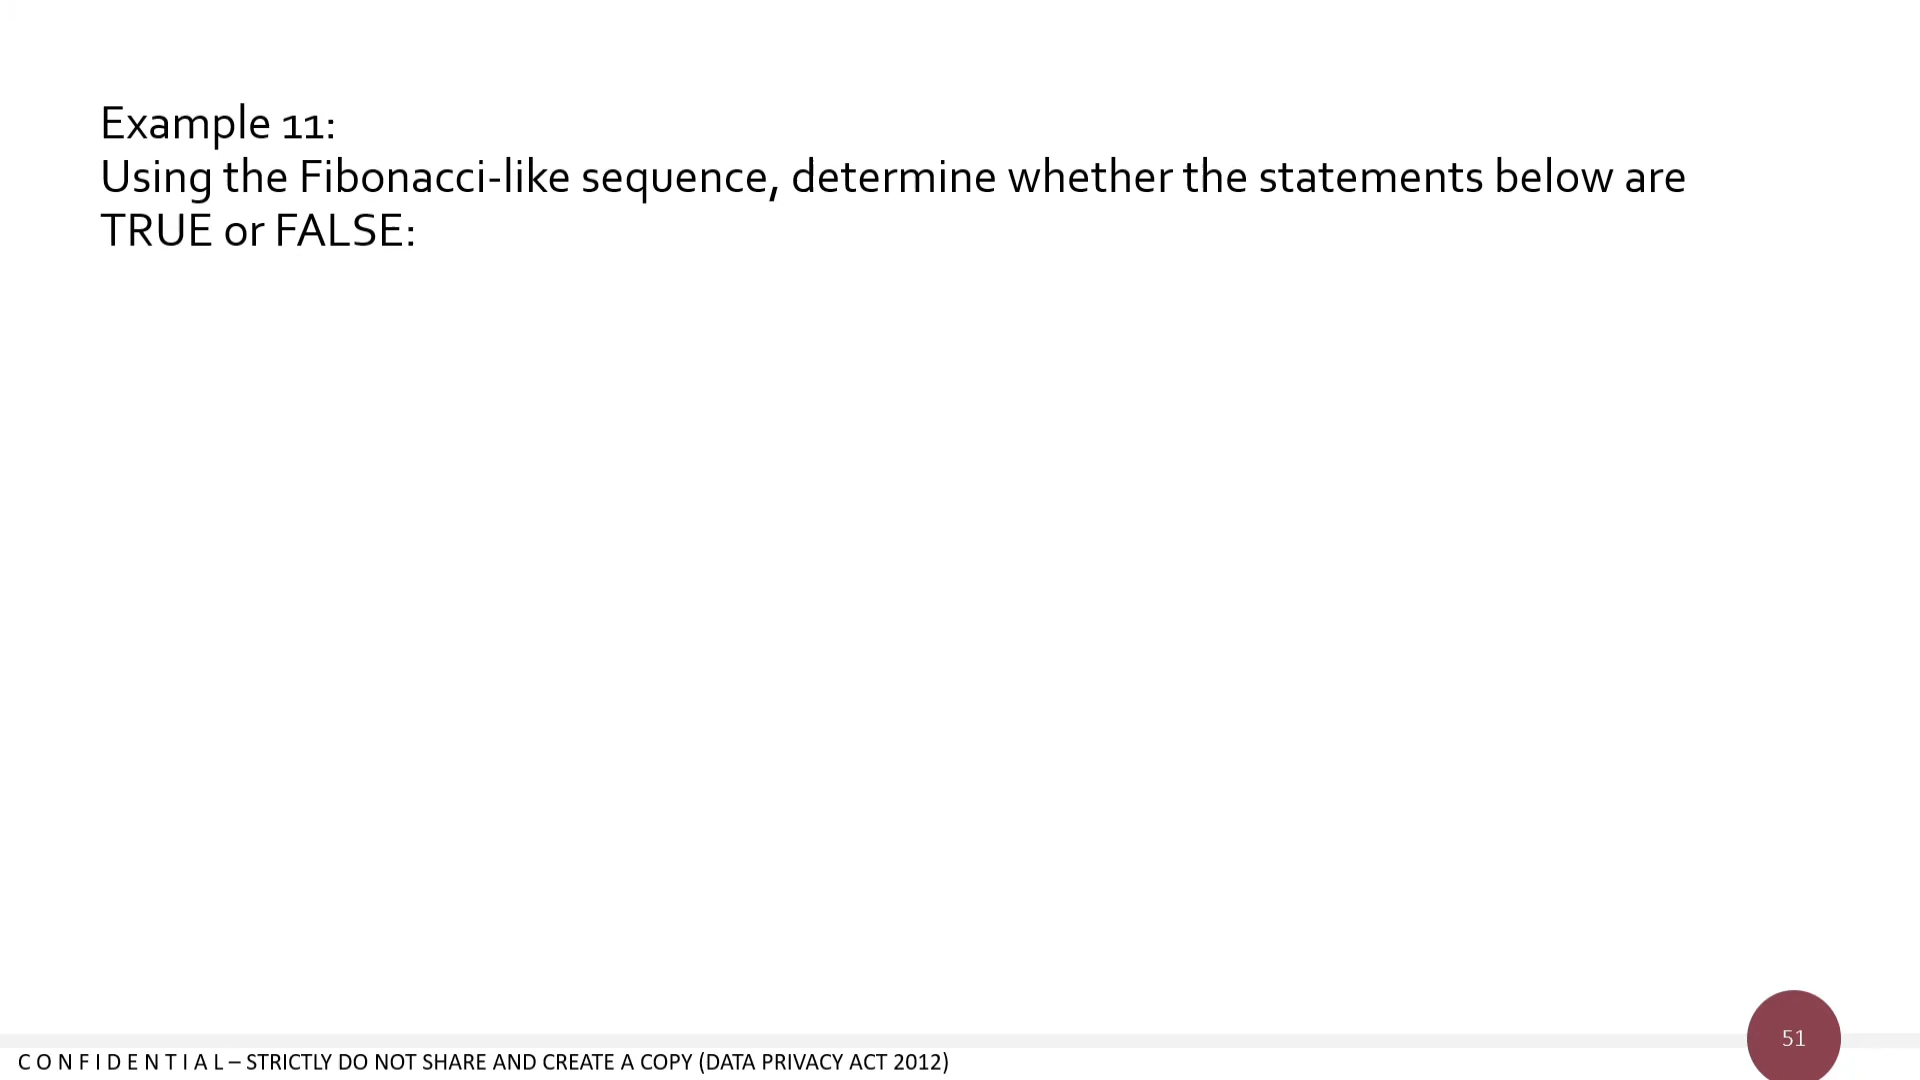 Example 11:
Using the Fibonacci-like sequence, determine whether the statements below are
TRUE or FALSE:
51
C O N F I D E N T I A L – STRICTLY DO NOT SHARE AND CREATE A COPY (DATA PRIVACY ACT 2012)